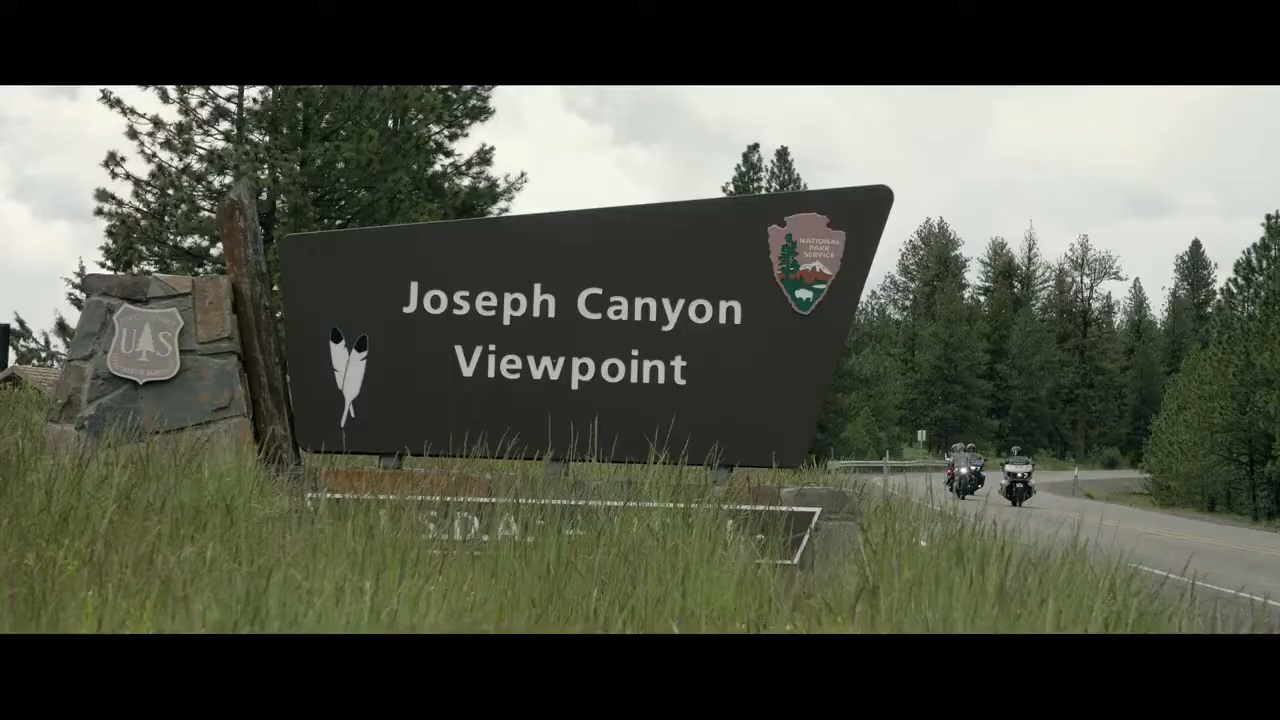 Joseph Canyon
Viewpoint
NATIONAL
PARK
SERVICE
US
S.D.A.